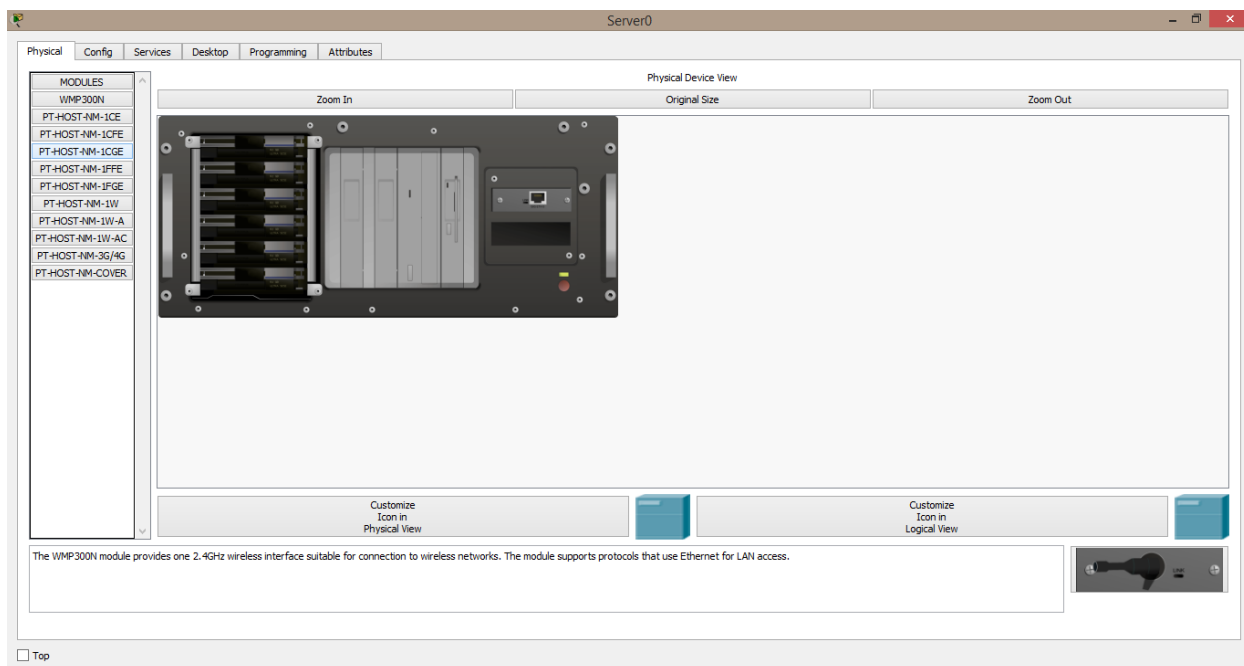 Server0
Physical Config Services Desktop Programming Attributes
MODULES
WMP300N
PT-HOST-NM-1CE
PT-HOST-NM-1CFE
PT-HOST-NM-1CGE
PT-HOST-NM-1FFE
PT-HOST-NM-1FGE
PT-HOST-NM-1W
PT-HOST-NM-1W-A
PT-HOST-NM-1W-AC
PT-HOST-NM-3G/4G
PT-HOST-NM-COVER
Physical Device View
Zoom In Original Size Zoom Out
Customize
Icon in
Physical View
Customize
Icon in
Logical View
The WMP300N module provides one 2.4GHz wireless interface suitable for connection to wireless networks. The module supports protocols that use Ethernet for LAN access.
LINK
Top